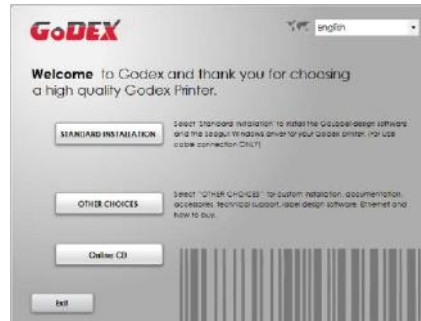 GoDEX
english
Welcome to Godex and thank you for choosing
a high quality Godex Printer.
STANDARD INSTALLATION
Select Standard Installation to install the GoLabel design software
and the Seagull Windows driver for your Godex printer. (For USB
cable connection ONLY)
OTHER CHOICES
Select "OTHER CHOICES" for custom installation, documentation,
accessories, technical support, label design software, Ethernet and
how to buy.
Online CD
Exit